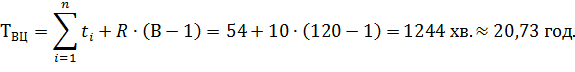 Т_ВЦ = ∑_{i=1}^{n} t_i + R · (В − 1) = 54 + 10 · (120 − 1) = 1244 хв. ≈ 20,73 год.